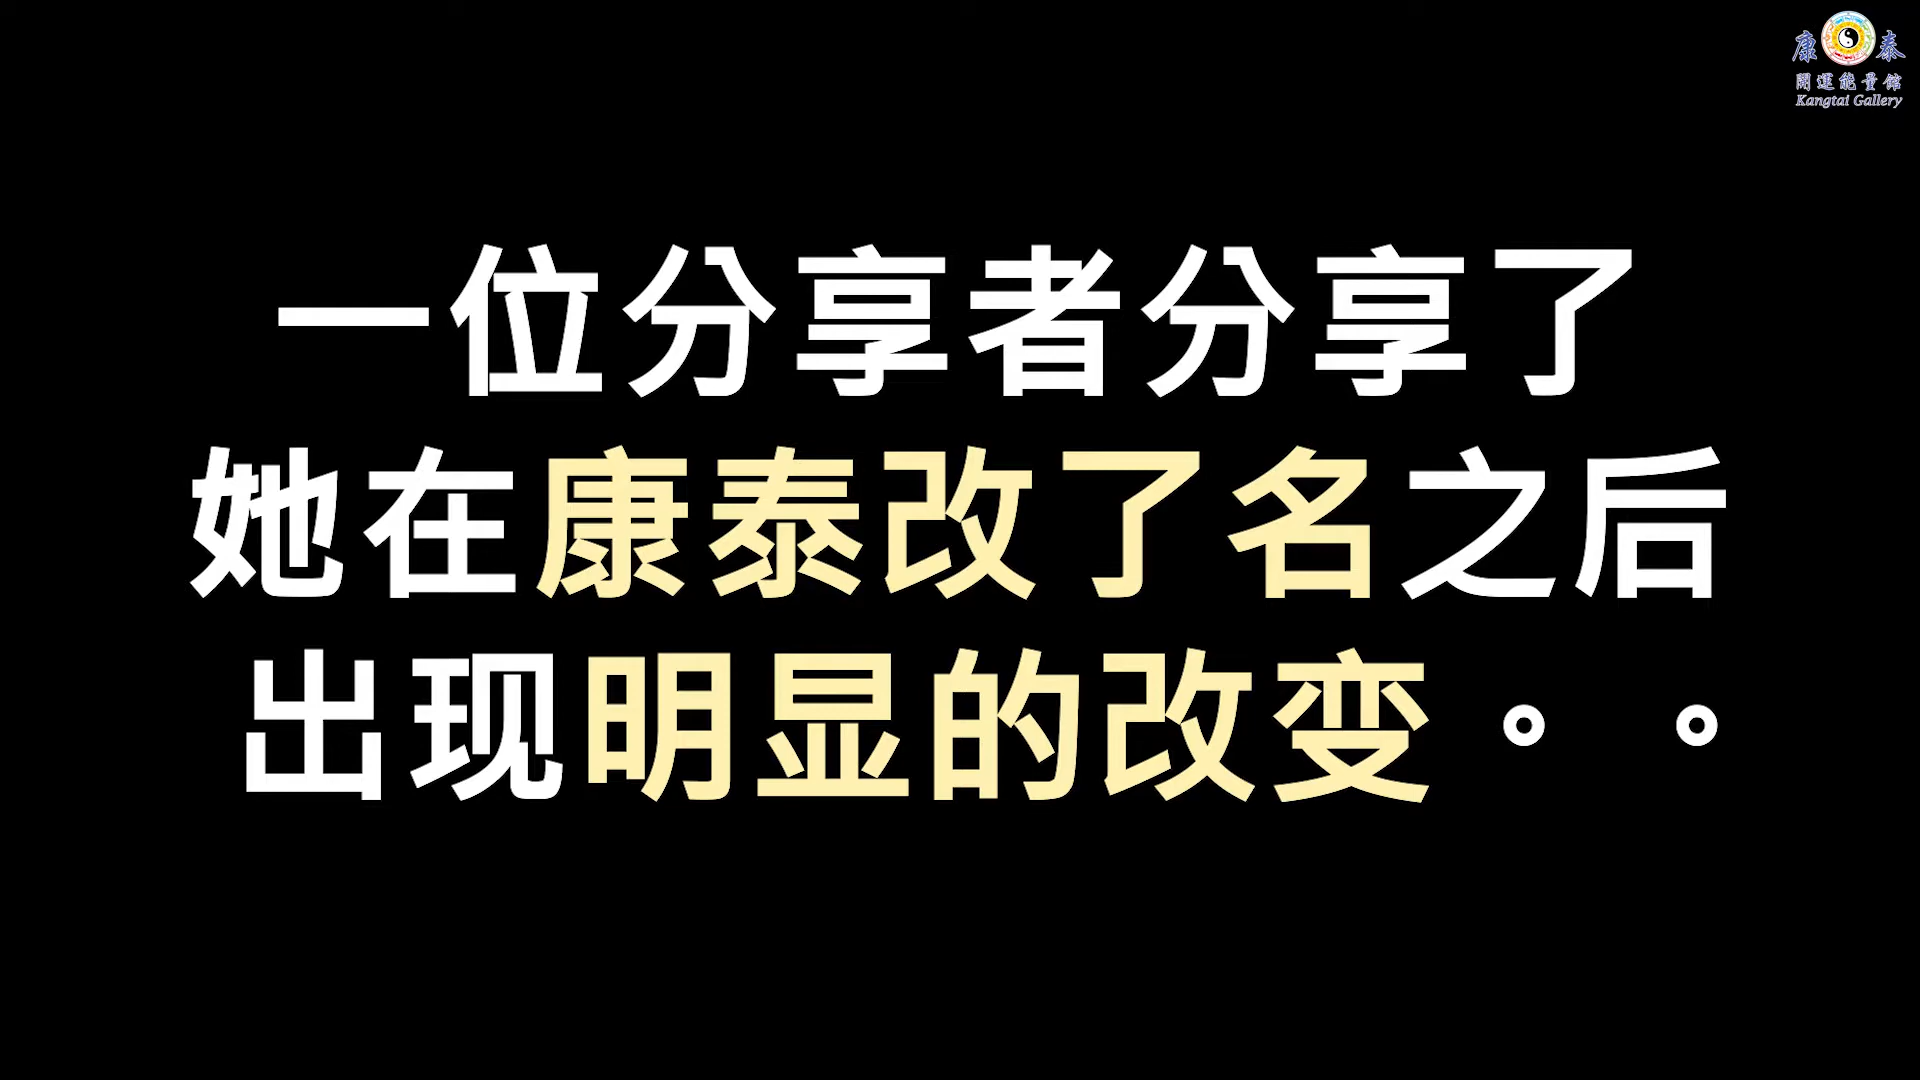 康泰
開運能量館
Kangtai Gallery
一位分享者分享了
她在康泰改了名之后
出现明显的改变。。